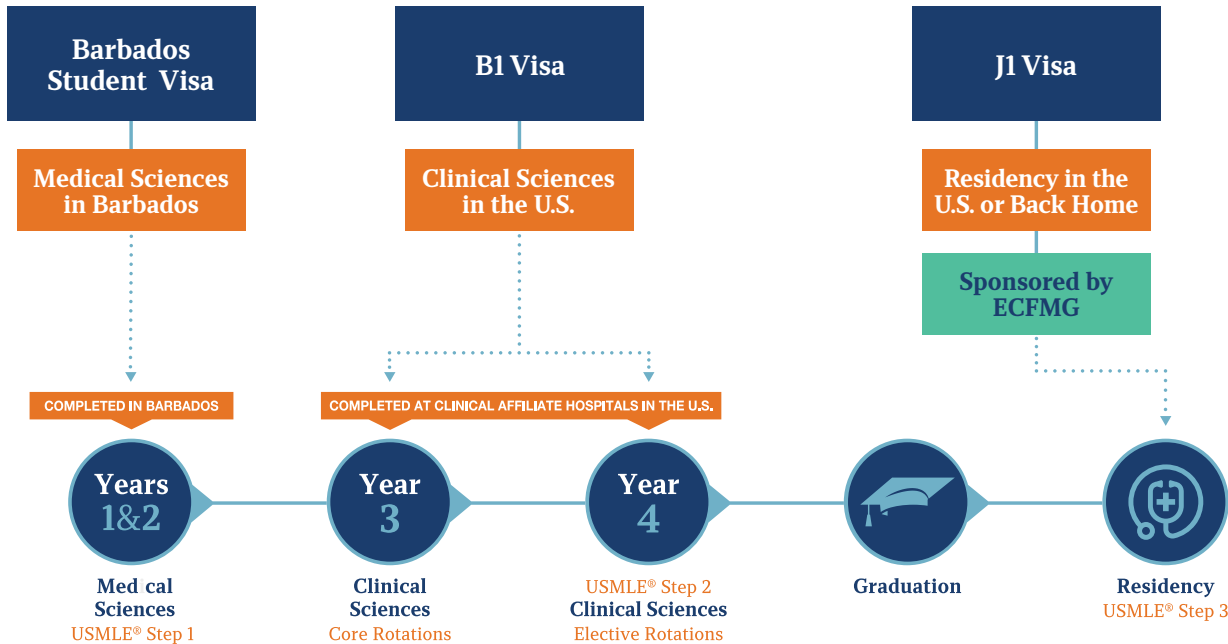 Barbados
Student Visa
B1 Visa
J1 Visa
Medical Sciences
in Barbados
Clinical Sciences
in the U.S.
Residency in the
U.S. or Back Home
Sponsored by
ECFMG
COMPLETED IN BARBADOS
COMPLETED AT CLINICAL AFFILIATE HOSPITALS IN THE U.S.
Years
1&2
Year
3
Year
4
Medical
Sciences
USMLE® Step 1
Clinical
Sciences
Core Rotations
USMLE® Step 2
Clinical Sciences
Elective Rotations
Graduation
Residency
USMLE® Step 3